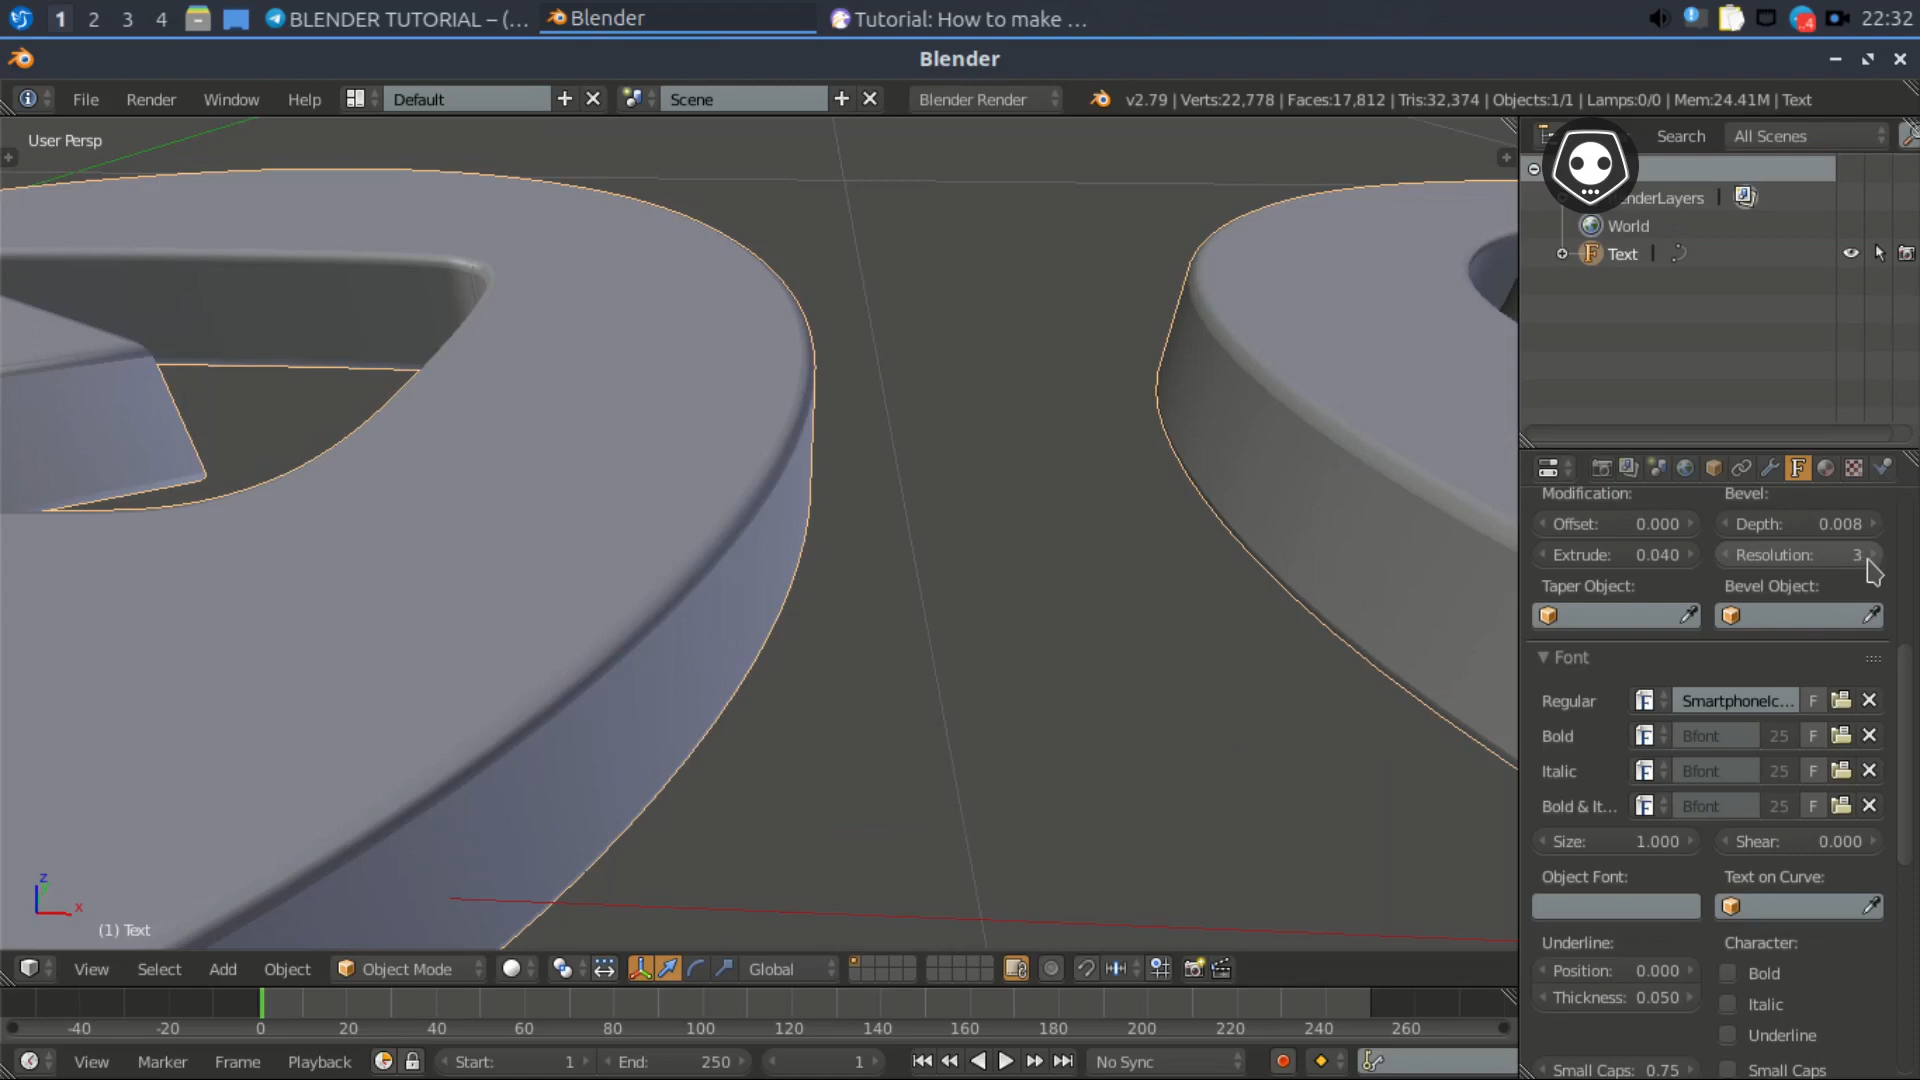 1 2 3 4 BLENDER TUTORIAL – (... Blender Tutorial: How to make ... 4 22:32
Blender
File Render Window Help Default Scene Blender Render v2.79 | Verts:22,778 | Faces:17,812 | Tris:32,374 | Objects:1/1 | Lamps:0/0 | Mem:24.41M | Text
User Persp
Search All Scenes
enderLayers
World
Text
Modification: Bevel:
Offset: 0.000 Depth: 0.008
Extrude: 0.040 Resolution: 3
Taper Object: Bevel Object:
Font
Regular SmartphoneIc... F
Bold Bfont 25 F
Italic Bfont 25 F
Bold & It... Bfont 25 F
Size: 1.000 Shear: 0.000
Object Font: Text on Curve:
Underline: Character:
Position: 0.000 Bold
Thickness: 0.050 Italic
Underline
Small Caps: 0.75 Small Caps
z
y
x
(1) Text
View Select Add Object Object Mode Global
-40 -20 0 20 40 60 80 100 120 140 160 180 200 220 240 260
View Marker Frame Playback Start: 1 End: 250 1 No Sync